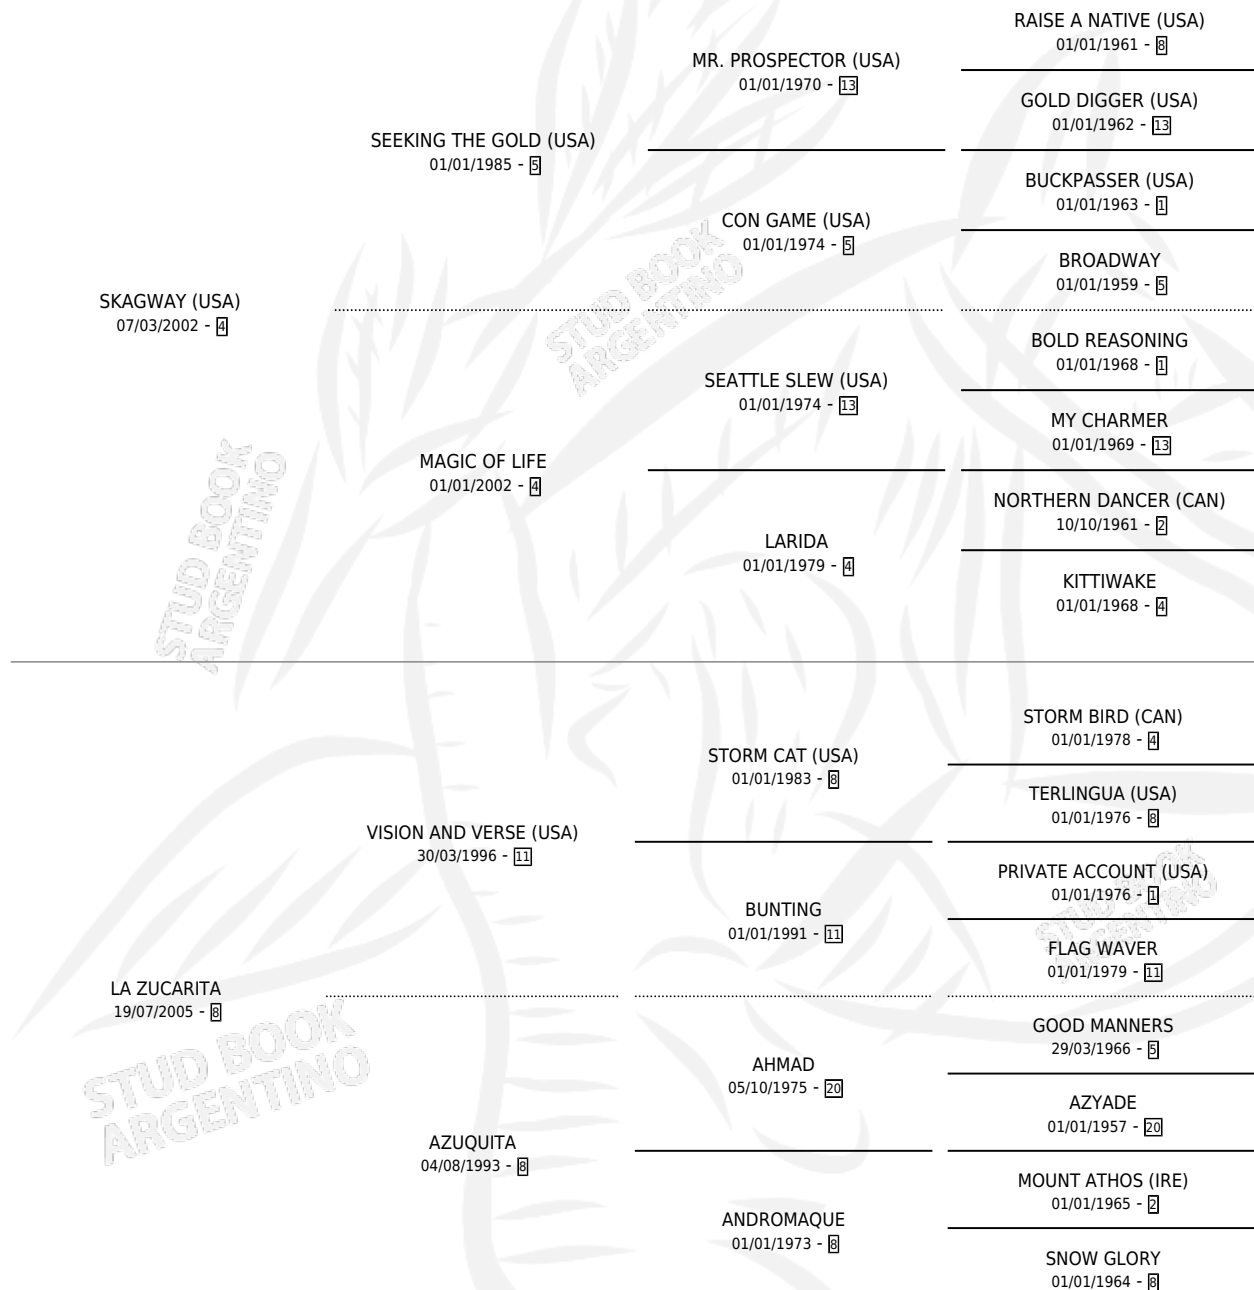 RAISE A NATIVE (USA)
01/01/1961 - 8
MR. PROSPECTOR (USA)
01/01/1970 - 13
GOLD DIGGER (USA)
01/01/1962 - 13
SEEKING THE GOLD (USA)
01/01/1985 - 5
BUCKPASSER (USA)
01/01/1963 - 1
CON GAME (USA)
01/01/1974 - 5
BROADWAY
01/01/1959 - 5
SKAGWAY (USA)
07/03/2002 - 4
STUD BOOK
ARGENTINO
BOLD REASONING
01/01/1968 - 1
SEATTLE SLEW (USA)
01/01/1974 - 13
MY CHARMER
01/01/1969 - 13
MAGIC OF LIFE
01/01/2002 - 4
NORTHERN DANCER (CAN)
10/10/1961 - 2
LARIDA
01/01/1979 - 4
KITTIWAKE
01/01/1968 - 4
STUD BOOK
ARGENTINO
STORM BIRD (CAN)
01/01/1978 - 4
STORM CAT (USA)
01/01/1983 - 8
TERLINGUA (USA)
01/01/1976 - 8
VISION AND VERSE (USA)
30/03/1996 - 11
PRIVATE ACCOUNT (USA)
01/01/1976 - 1
STUD BOOK
ARGENTINO
BUNTING
01/01/1991 - 11
FLAG WAVER
01/01/1979 - 11
LA ZUCARITA
19/07/2005 - 8
STUD BOOK
ARGENTINO
GOOD MANNERS
29/03/1966 - 5
AHMAD
05/10/1975 - 20
AZYADE
01/01/1957 - 20
AZUQUITA
04/08/1993 - 8
MOUNT ATHOS (IRE)
01/01/1965 - 2
ANDROMAQUE
01/01/1973 - 8
SNOW GLORY
01/01/1964 - 8